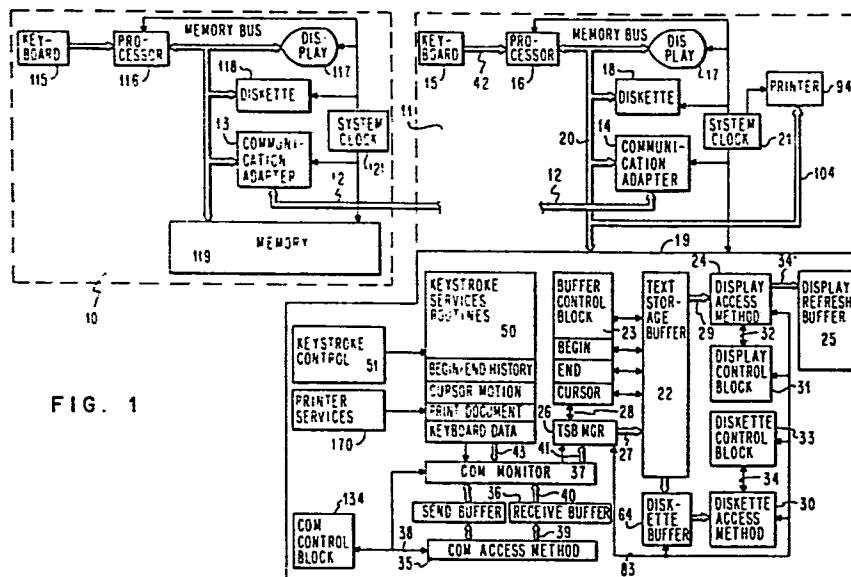 KEY-
BOARD
115
PRO-
CESSOR
116
MEMORY BUS
DIS-
PLAY
117
118
DISKETTE
13
COMMUNI-
CATION
ADAPTER
SYSTEM
CLOCK
121
12
119
MEMORY
10
11
KEY-
BOARD
15
42
PRO-
CESSOR
16
MEMORY BUS
DIS-
PLAY
17
18
DISKETTE
PRINTER
94
20
14
COMMUNI-
CATION
ADAPTER
SYSTEM
CLOCK
21
104
12
19
KEYSTROKE
CONTROL
51
PRINTER
SERVICES
170
KEYSTROKE
SERVICES
ROUTINES
50
BEGIN/END HISTORY
CURSOR MOTION
PRINT DOCUMENT
KEYBOARD DATA
43
BUFFER
CONTROL
BLOCK
23
BEGIN
END
CURSOR
28
26
TSB MGR
27
41
TEXT
STOR-
AGE
BUFFER
22
24
DISPLAY
ACCESS
METHOD
29
34'
DISPLAY
REFRESH
BUFFER
25
32
DISPLAY
CONTROL
BLOCK
31
DISKETTE
CONTROL
BLOCK
33
34
DISKETTE
ACCESS
METHOD
30
64
DIS-
KETTE
BUFFER
83
COM MONITOR
37
36
40
SEND BUFFER
RECEIVE BUFFER
39
134
COM
CONTROL
BLOCK
38
COM ACCESS METHOD
35
FIG. 1